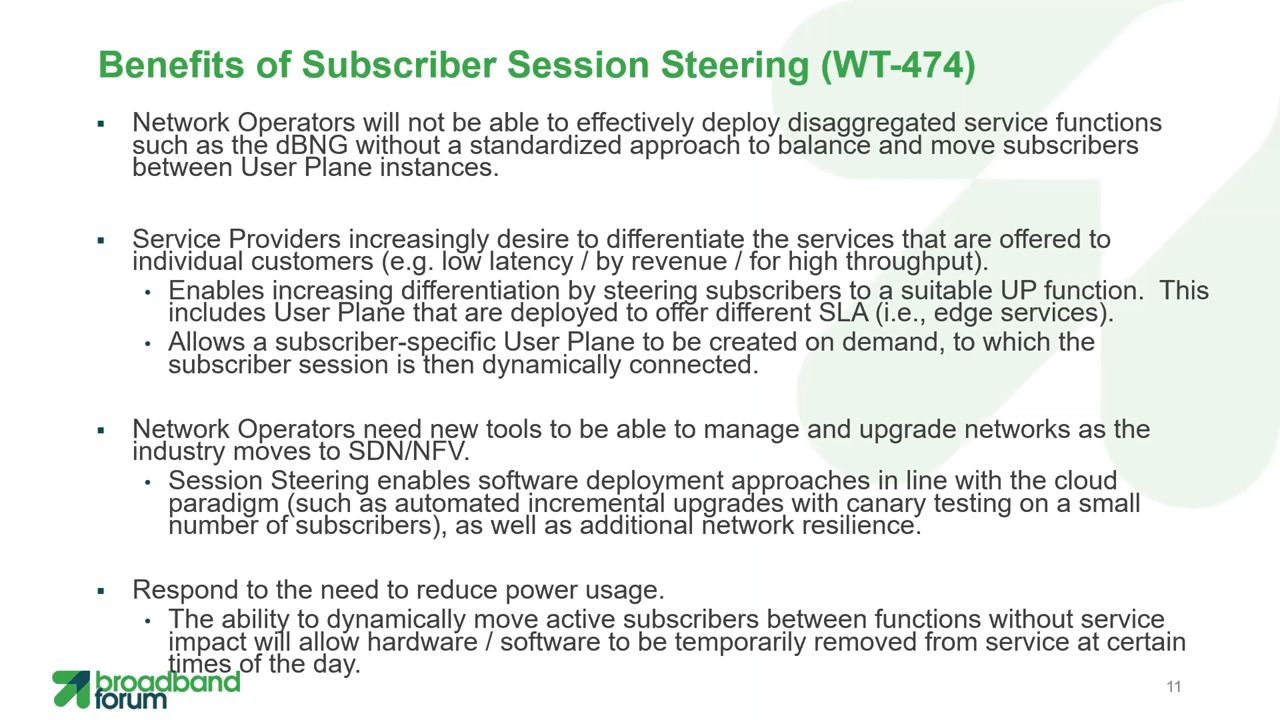 Benefits of Subscriber Session Steering (WT-474)
▪ Network Operators will not be able to effectively deploy disaggregated service functions
such as the dBNG without a standardized approach to balance and move subscribers
between User Plane instances.
▪ Service Providers increasingly desire to differentiate the services that are offered to
individual customers (e.g. low latency / by revenue / for high throughput).
• Enables increasing differentiation by steering subscribers to a suitable UP function.  This
includes User Plane that are deployed to offer different SLA (i.e., edge services).
• Allows a subscriber-specific User Plane to be created on demand, to which the
subscriber session is then dynamically connected.
▪ Network Operators need new tools to be able to manage and upgrade networks as the
industry moves to SDN/NFV.
• Session Steering enables software deployment approaches in line with the cloud
paradigm (such as automated incremental upgrades with canary testing on a small
number of subscribers), as well as additional network resilience.
▪ Respond to the need to reduce power usage.
• The ability to dynamically move active subscribers between functions without service
impact will allow hardware / software to be temporarily removed from service at certain
times of the day.
broadband
forum
11